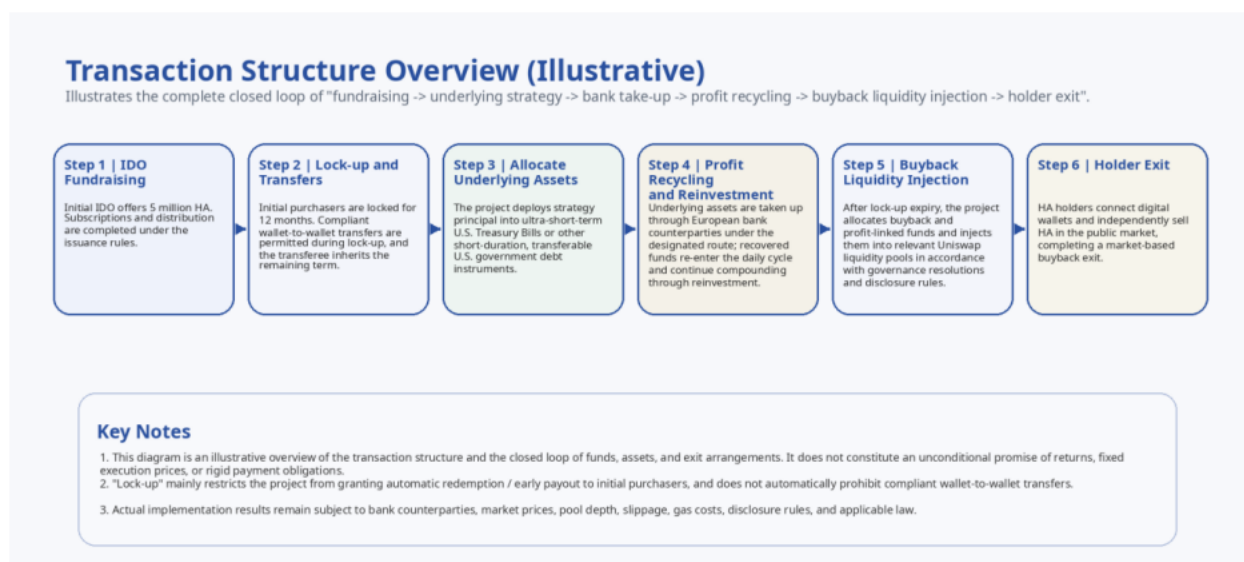 Transaction Structure Overview (Illustrative)
Illustrates the complete closed loop of "fundraising -> underlying strategy -> bank take-up -> profit recycling -> buyback liquidity injection -> holder exit".
Step 1 | IDO
Fundraising
Initial IDO offers 5 million HA.
Subscriptions and distribution
are completed under the
issuance rules.
Step 2 | Lock-up and
Transfers
Initial purchasers are locked for
12 months. Compliant
wallet-to-wallet transfers are
permitted during lock-up, and
the transferee inherits the
remaining term.
Step 3 | Allocate
Underlying Assets
The project deploys strategy
principal into ultra-short-term
U.S. Treasury Bills or other
short-duration, transferable
U.S. government debt
instruments.
Step 4 | Profit
Recycling
and Reinvestment
Underlying assets are taken up
through European bank
counterparties under the
designated route; recovered
funds re-enter the daily cycle
and continue compounding
through reinvestment.
Step 5 | Buyback
Liquidity Injection
After lock-up expiry, the project
allocates buyback and
profit-linked funds and injects
them into relevant Uniswap
liquidity pools in accordance
with governance resolutions
and disclosure rules.
Step 6 | Holder Exit
HA holders connect digital
wallets and independently sell
HA in the public market,
completing a market-based
buyback exit.
Key Notes
1. This diagram is an illustrative overview of the transaction structure and the closed loop of funds, assets, and exit arrangements. It does not constitute an unconditional promise of returns, fixed
execution prices, or rigid payment obligations.
2. "Lock-up" mainly restricts the project from granting automatic redemption / early payout to initial purchasers, and does not automatically prohibit compliant wallet-to-wallet transfers.
3. Actual implementation results remain subject to bank counterparties, market prices, pool depth, slippage, gas costs, disclosure rules, and applicable law.